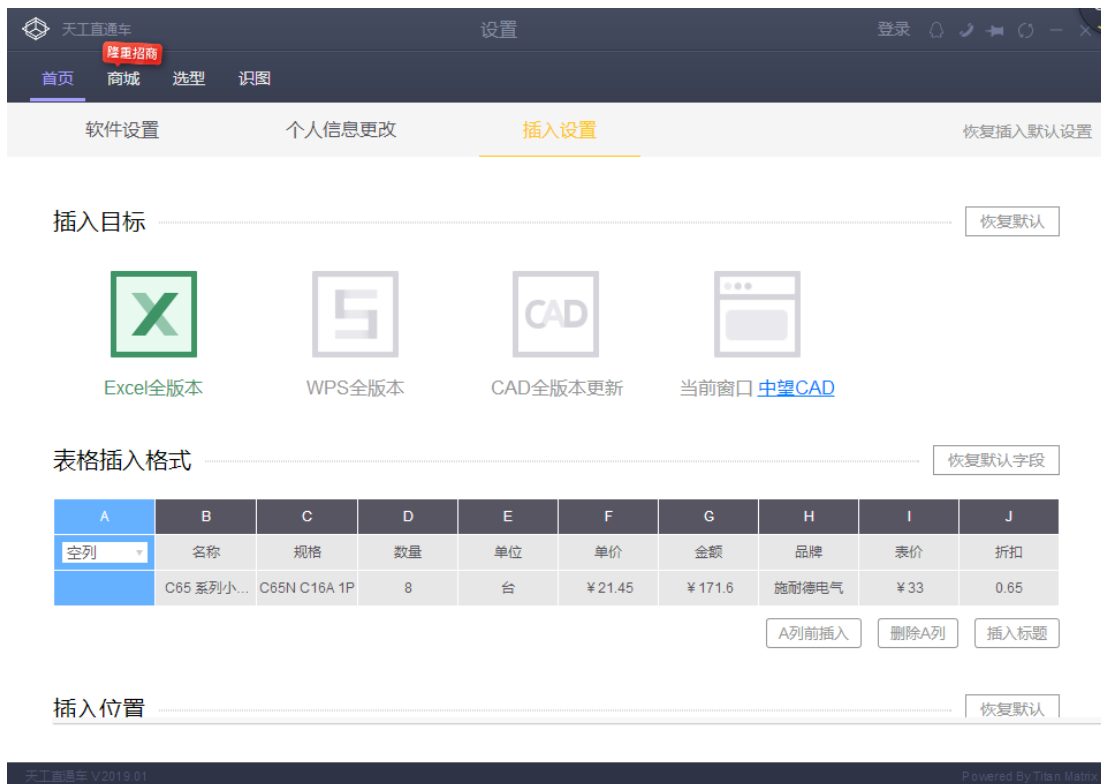 天工直通车 设置 登录
隆重招商
首页 商城 选型 识图
软件设置 个人信息更改 插入设置 恢复插入默认设置
插入目标 恢复默认
CAD
Excel全版本 WPS全版本 CAD全版本更新 当前窗口 中望CAD
表格插入格式 恢复默认字段
A B C D E F G H I J
空列 名称 规格 数量 单位 单价 金额 品牌 表价 折扣
C65 系列小... C65N C16A 1P 8 台 ¥21.45 ¥171.6 施耐德电气 ¥33 0.65
A列前插入 删除A列 插入标题
插入位置 恢复默认
天工直通车 V2019.01 Powered By Titan Matrix